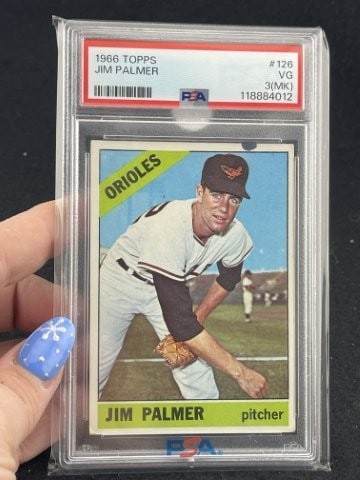 1966 TOPPS #126
JIM PALMER VG
3(MK)
PSA 118884012
ORIOLES
JIM PALMER pitcher
PSA